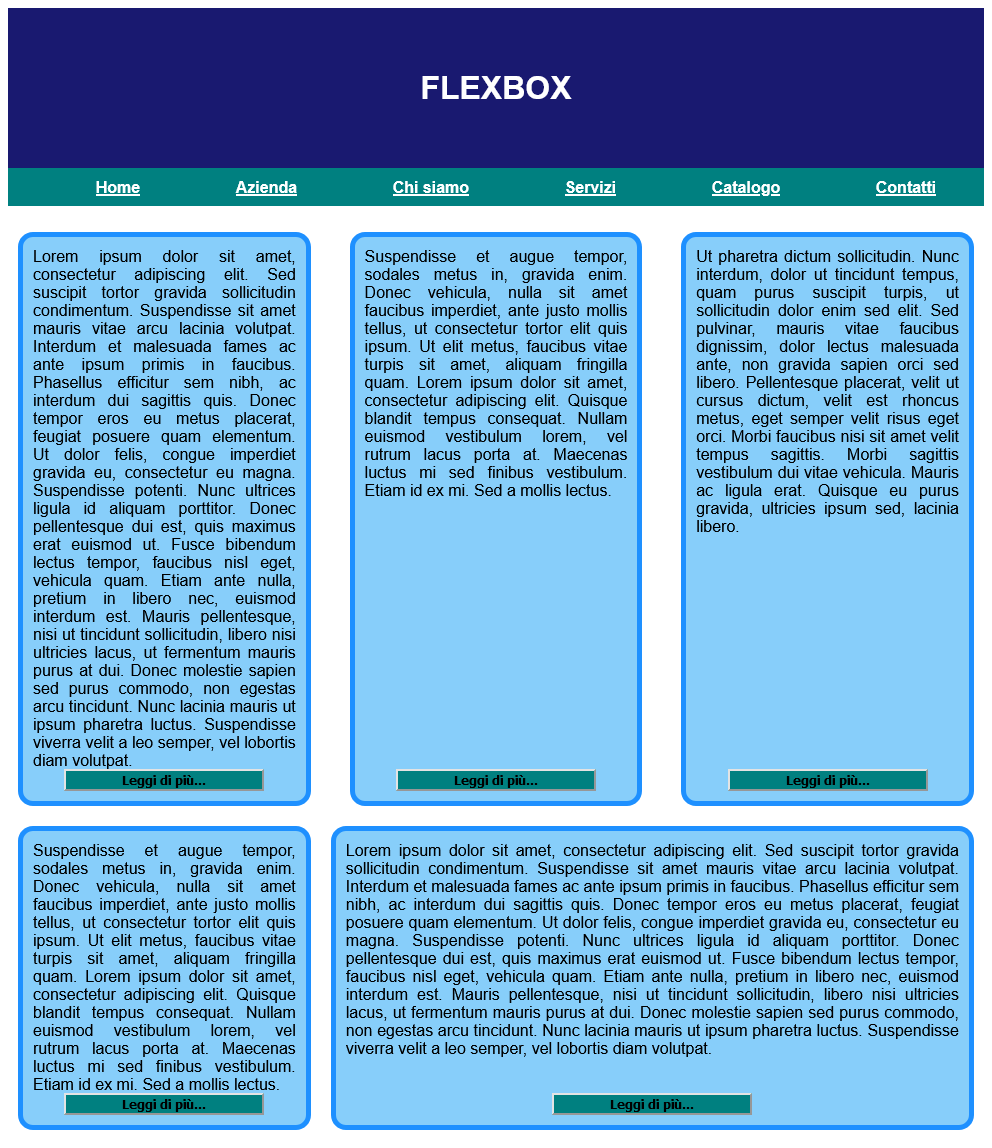 FLEXBOX
Home Azienda Chi siamo Servizi Catalogo Contatti
Lorem ipsum dolor sit amet,
consectetur adipiscing elit. Sed
suscipit tortor gravida sollicitudin
condimentum. Suspendisse sit amet
mauris vitae arcu lacinia volutpat.
Interdum et malesuada fames ac
ante ipsum primis in faucibus.
Phasellus efficitur sem nibh, ac
interdum dui sagittis quis. Donec
tempor eros eu metus placerat,
feugiat posuere quam elementum.
Ut dolor felis, congue imperdiet
gravida eu, consectetur eu magna.
Suspendisse potenti. Nunc ultrices
ligula id aliquam porttitor. Donec
pellentesque dui est, quis maximus
erat euismod ut. Fusce bibendum
lectus tempor, faucibus nisl eget,
vehicula quam. Etiam ante nulla,
pretium in libero nec, euismod
interdum est. Mauris pellentesque,
nisi ut tincidunt sollicitudin, libero nisi
ultricies lacus, ut fermentum mauris
purus at dui. Donec molestie sapien
sed purus commodo, non egestas
arcu tincidunt. Nunc lacinia mauris ut
ipsum pharetra luctus. Suspendisse
viverra velit a leo semper, vel lobortis
diam volutpat.
Leggi di più...
Suspendisse et augue tempor,
sodales metus in, gravida enim.
Donec vehicula, nulla sit amet
faucibus imperdiet, ante justo mollis
tellus, ut consectetur tortor elit quis
ipsum. Ut elit metus, faucibus vitae
turpis sit amet, aliquam fringilla
quam. Lorem ipsum dolor sit amet,
consectetur adipiscing elit. Quisque
blandit tempus consequat. Nullam
euismod vestibulum lorem, vel
rutrum lacus porta at. Maecenas
luctus mi sed finibus vestibulum.
Etiam id ex mi. Sed a mollis lectus.
Leggi di più...
Ut pharetra dictum sollicitudin. Nunc
interdum, dolor ut tincidunt tempus,
quam purus suscipit turpis, ut
sollicitudin dolor enim sed elit. Sed
pulvinar, mauris vitae faucibus
dignissim, dolor lectus malesuada
ante, non gravida sapien orci sed
libero. Pellentesque placerat, velit ut
cursus dictum, velit est rhoncus
metus, eget semper velit risus eget
orci. Morbi faucibus nisi sit amet velit
tempus sagittis. Morbi sagittis
vestibulum dui vitae vehicula. Mauris
ac ligula erat. Quisque eu purus
gravida, ultricies ipsum sed, lacinia
libero.
Leggi di più...
Suspendisse et augue tempor,
sodales metus in, gravida enim.
Donec vehicula, nulla sit amet
faucibus imperdiet, ante justo mollis
tellus, ut consectetur tortor elit quis
ipsum. Ut elit metus, faucibus vitae
turpis sit amet, aliquam fringilla
quam. Lorem ipsum dolor sit amet,
consectetur adipiscing elit. Quisque
blandit tempus consequat. Nullam
euismod vestibulum lorem, vel
rutrum lacus porta at. Maecenas
luctus mi sed finibus vestibulum.
Etiam id ex mi. Sed a mollis lectus.
Leggi di più...
Lorem ipsum dolor sit amet, consectetur adipiscing elit. Sed suscipit tortor gravida
sollicitudin condimentum. Suspendisse sit amet mauris vitae arcu lacinia volutpat.
Interdum et malesuada fames ac ante ipsum primis in faucibus. Phasellus efficitur sem
nibh, ac interdum dui sagittis quis. Donec tempor eros eu metus placerat, feugiat
posuere quam elementum. Ut dolor felis, congue imperdiet gravida eu, consectetur eu
magna. Suspendisse potenti. Nunc ultrices ligula id aliquam porttitor. Donec
pellentesque dui est, quis maximus erat euismod ut. Fusce bibendum lectus tempor,
faucibus nisl eget, vehicula quam. Etiam ante nulla, pretium in libero nec, euismod
interdum est. Mauris pellentesque, nisi ut tincidunt sollicitudin, libero nisi ultricies
lacus, ut fermentum mauris purus at dui. Donec molestie sapien sed purus commodo,
non egestas arcu tincidunt. Nunc lacinia mauris ut ipsum pharetra luctus. Suspendisse
viverra velit a leo semper, vel lobortis diam volutpat.
Leggi di più...